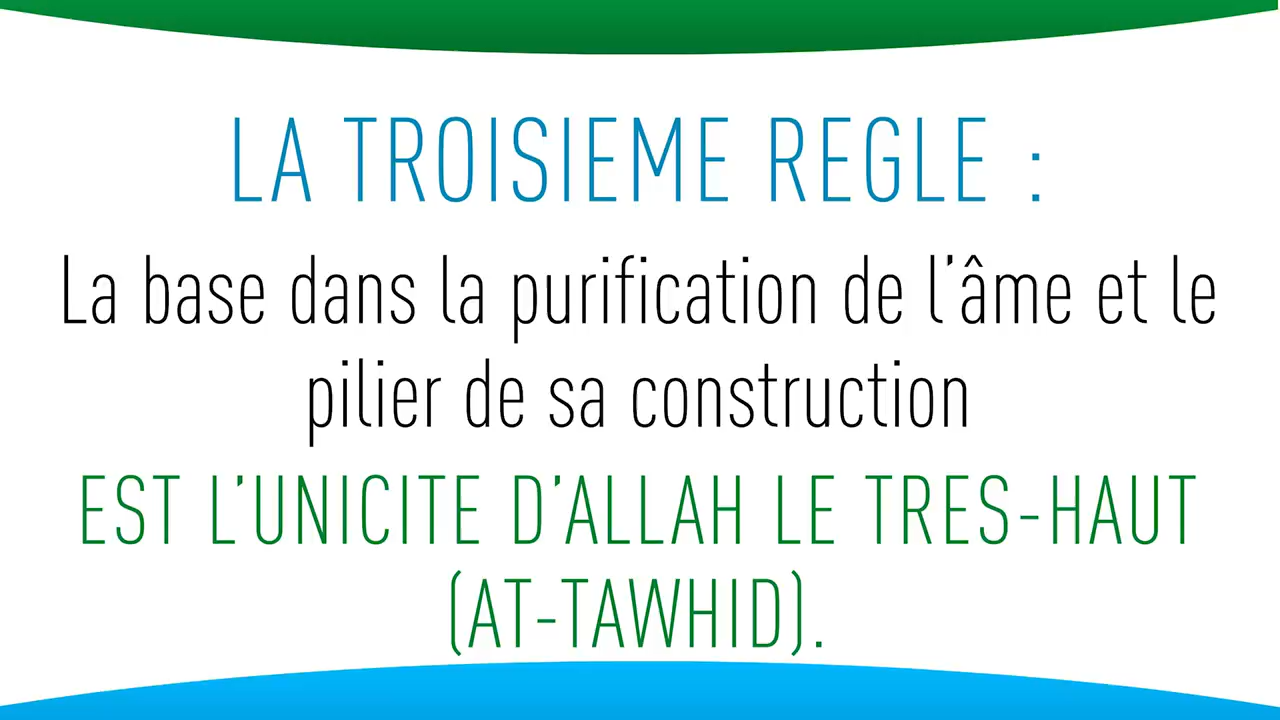 LA TROISIEME REGLE :
La base dans la purification de l'âme et le
pilier de sa construction
EST L'UNICITE D'ALLAH LE TRES-HAUT
(AT-TAWHID).